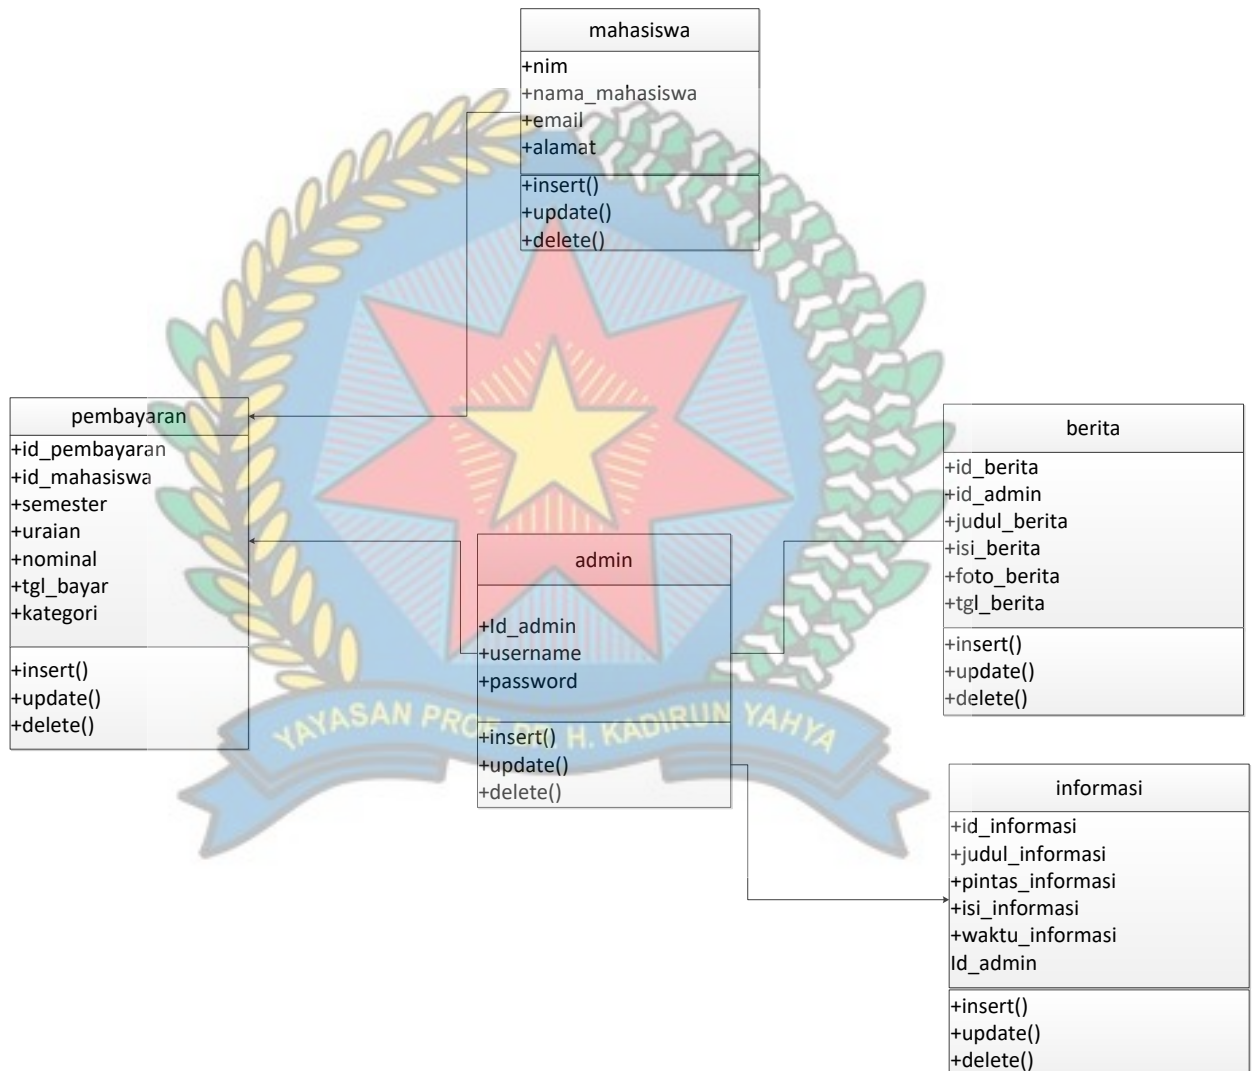 mahasiswa
+nim
+nama_mahasiswa
+email
+alamat
+insert()
+update()
+delete()
pembayaran
+id_pembayaran
+id_mahasiswa
+semester
+uraian
+nominal
+tgl_bayar
+kategori
+insert()
+update()
+delete()
admin
+Id_admin
+username
+password
+insert()
+update()
+delete()
berita
+id_berita
+id_admin
+judul_berita
+isi_berita
+foto_berita
+tgl_berita
+insert()
+update()
+delete()
informasi
+id_informasi
+judul_informasi
+pintas_informasi
+isi_informasi
+waktu_informasi
Id_admin
+insert()
+update()
+delete()
YAYASAN PROF. DR. H. KADIRUN YAHYA